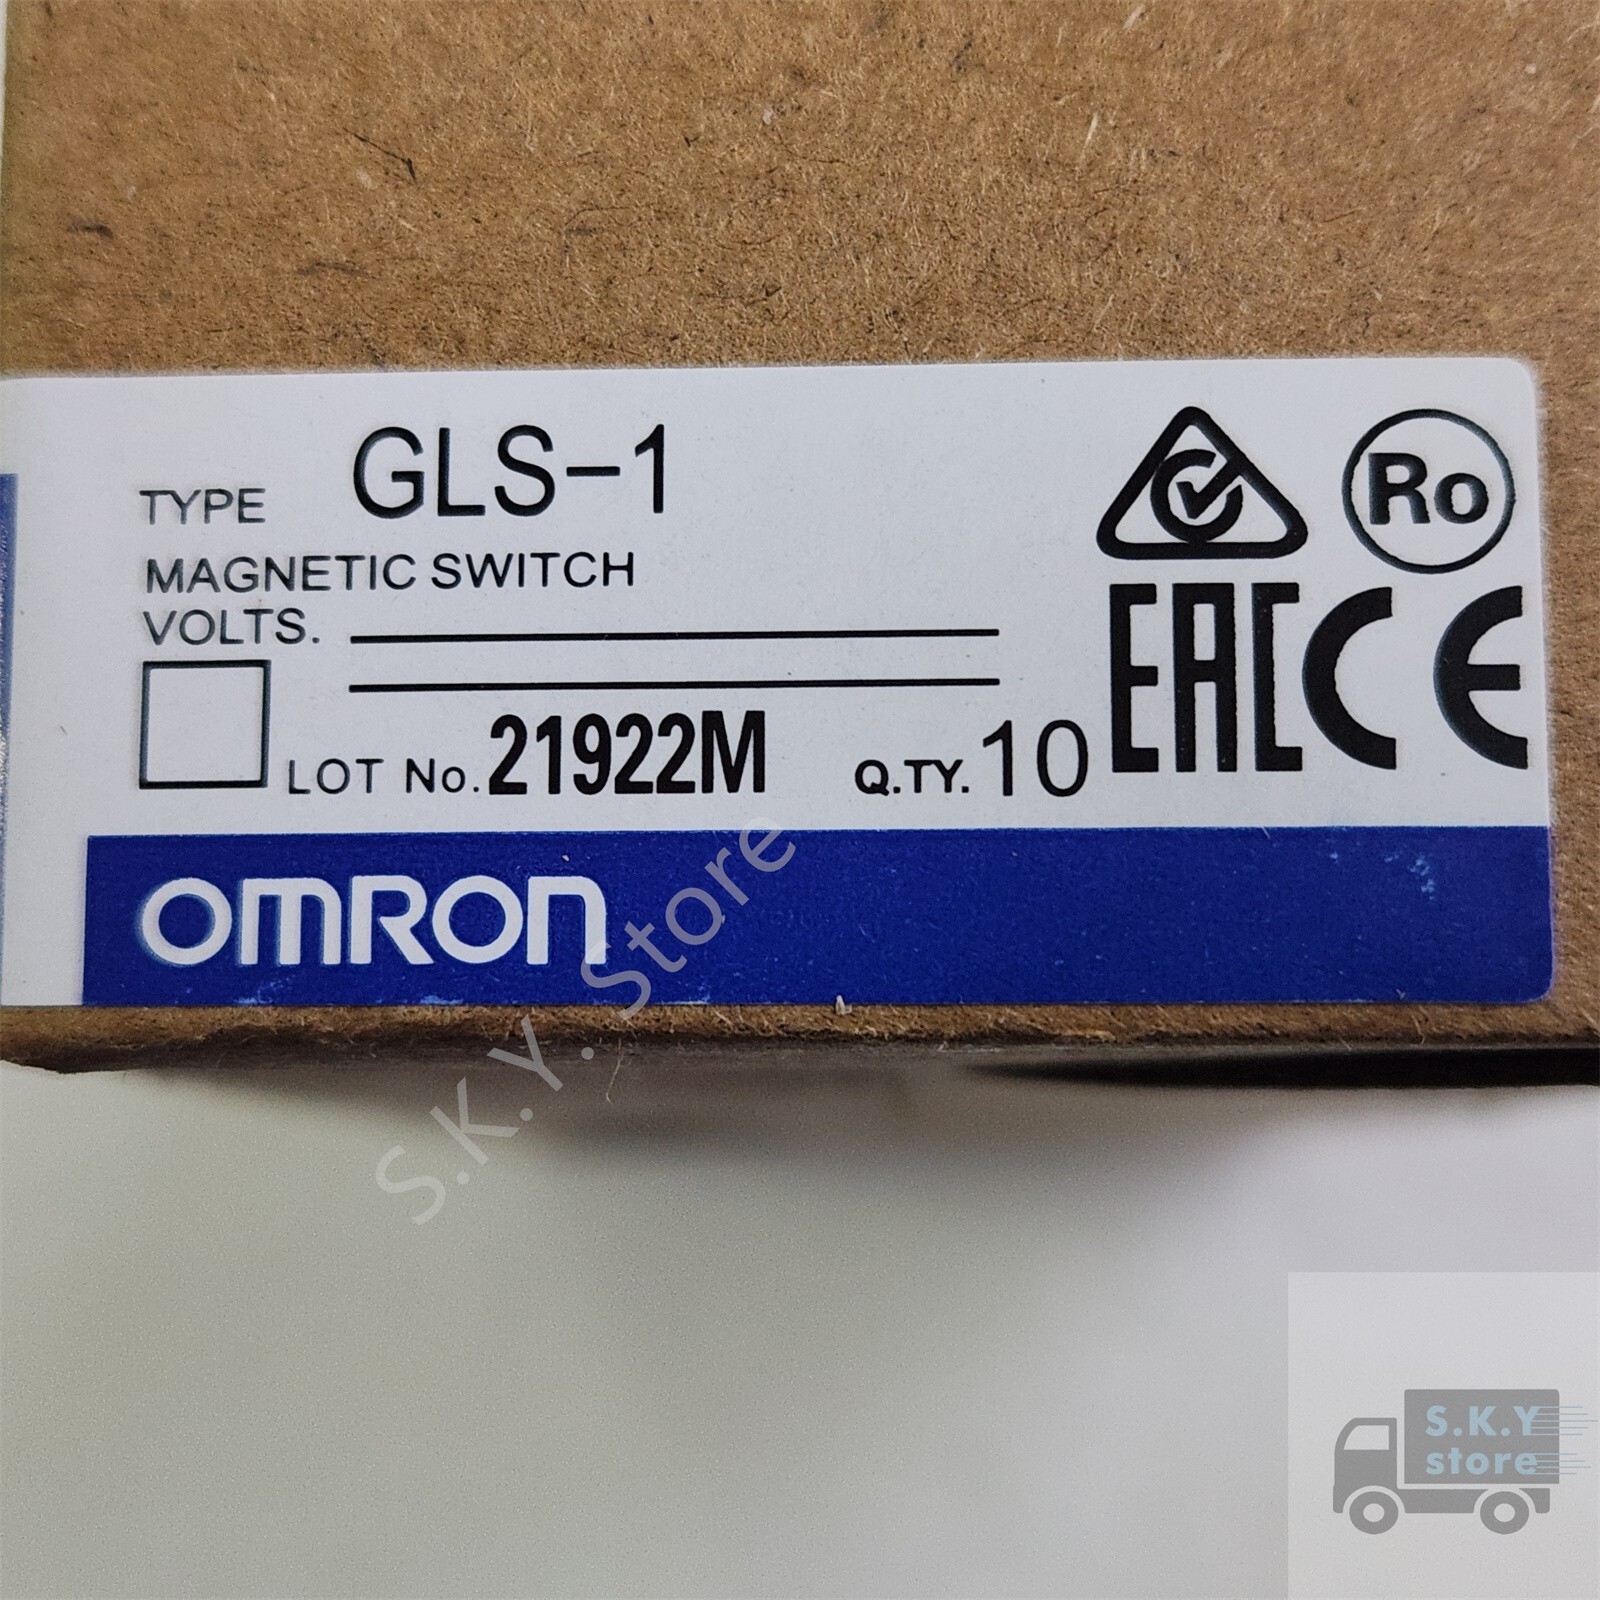 TYPE GLS-1
MAGNETIC SWITCH
VOLTS.
LOT No. 21922M Q.TY. 10
Ro
EAC CE
OMRON
S.K.Y. Store
S.K.Y
store